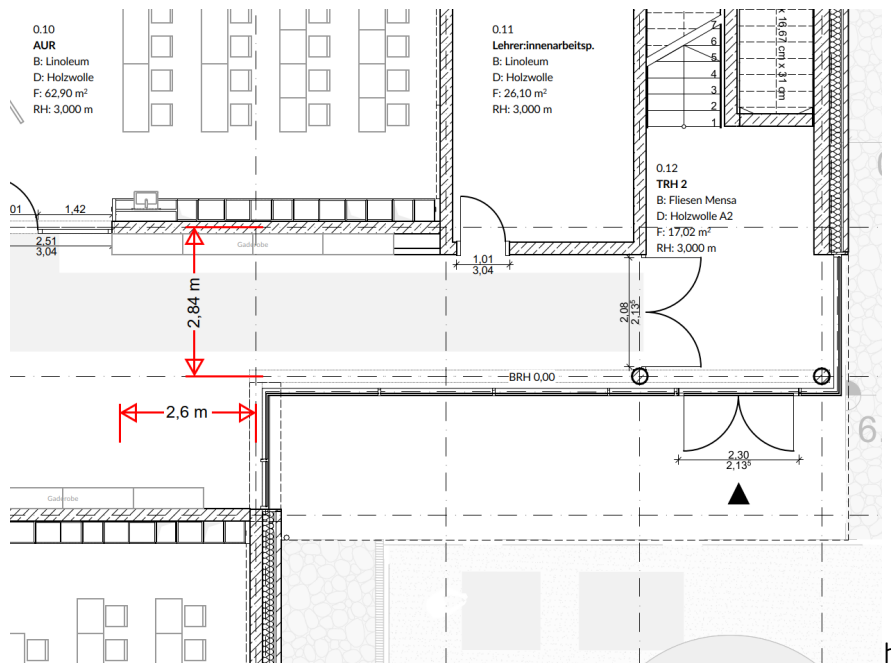 0.10
AUR
B: Linoleum
D: Holzwolle
F: 62,90 m²
RH: 3,000 m
0.11
Lehrer:innenarbeitsp.
B: Linoleum
D: Holzwolle
F: 26,10 m²
RH: 3,000 m
7
6
5
4
3
2
1
x 16,67 cm x 31 cm
0.12
TRH 2
B: Fliesen Mensa
D: Holzwolle A2
F: 17,02 m²
RH: 3,000 m
01
1,42
2,51
3,04
Gaderobe
1,01
3,04
2,84 m
2,08
2,13⁵
BRH 0,00
2,6 m
6.
2,30
2,13⁵
Gaderobe